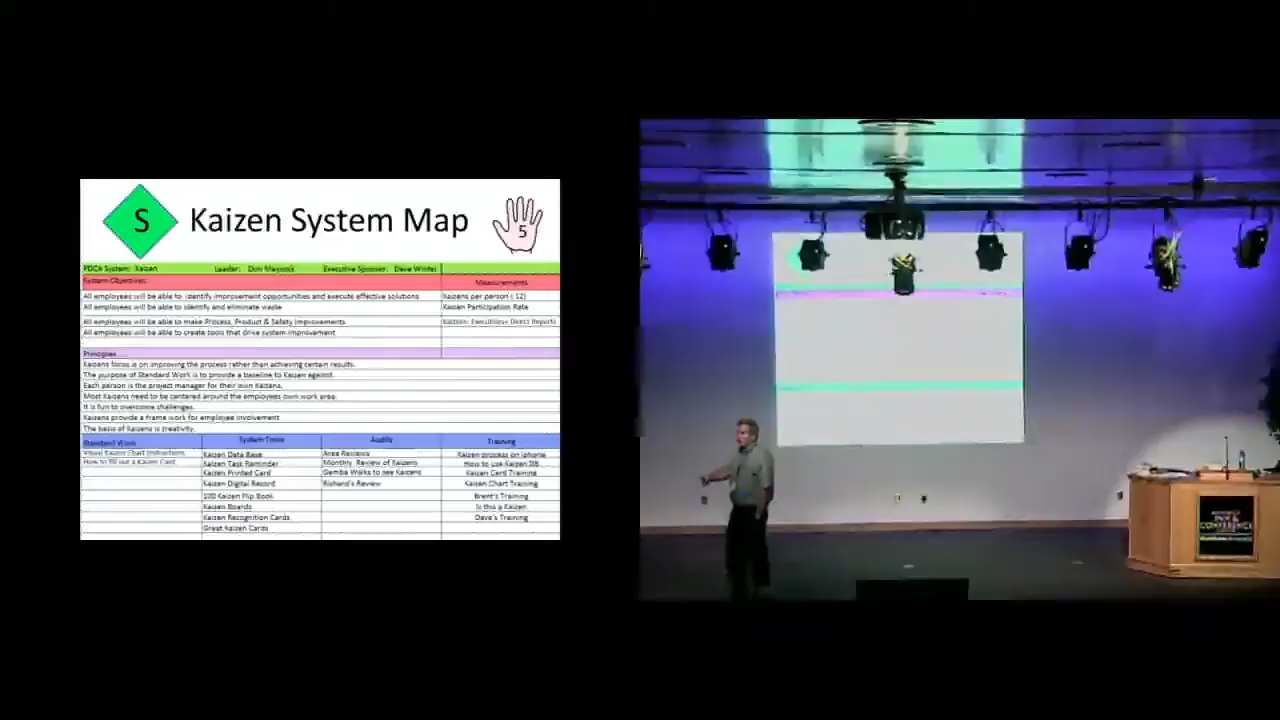 S
Kaizen System Map
5
PDCA System: Kaizen Leader: Executive Sponsor: Dave Winter
System Objectives Measurements
All employees will be able to identify improvement opportunities and execute effective solutions Kaizens per person ( 12)
All employees will be able to identify and eliminate waste Kaizen Participation Rate
All employees will be able to make Process, Product & Safety Improvements Kaizens: Executives+ Direct Reports
All employees will be able to create tools that drive system improvement
Principles
Kaizens focus is on improving the process rather than achieving certain results.
The purpose of Standard Work is to provide a baseline to Kaizen against.
Each person is the project manager for their own Kaizens.
Most Kaizens need to be centered around the employees own work area.
It is fun to overcome challenges.
Kaizens provide a frame work for employee involvement
The basis of Kaizens is creativity.
Standard Work System Tools Audits Training
Visual Kaizen Chart Instructions Kaizen Data Base Area Reviews Kaizen process on iphone
How to fill out a Kaizen Card Kaizen Task Reminder Monthly Review of Kaizens How to use Kaizen DB
Kaizen Printed Card Gemba Walks to see Kaizens Kaizen Card Training
Kaizen Digital Record Richard's Review Kaizen Chart Training
100 Kaizen Flip Book Brent's Training
Kaizen Boards Is this a Kaizen
Kaizen Recognition Cards Dave's Training
Great Kaizen Cards
CONFERENCE